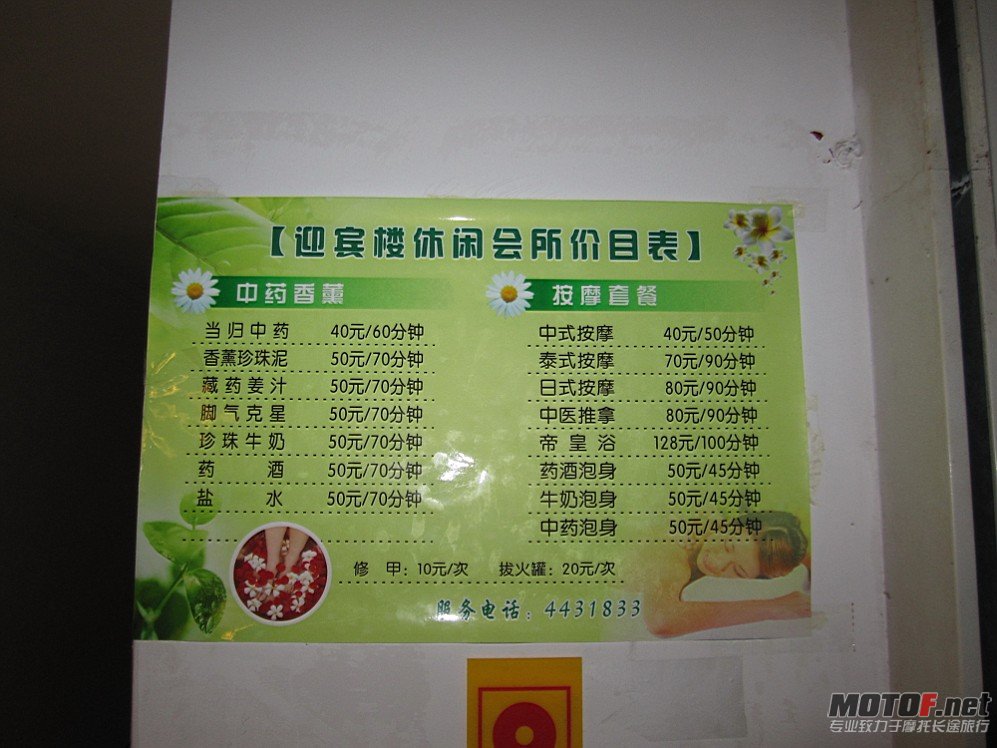 【迎宾楼休闲会所价目表】
中药香薰
当归中药 40元/60分钟
香薰珍珠泥 50元/70分钟
藏药姜汁 50元/70分钟
脚气克星 50元/70分钟
珍珠牛奶 50元/70分钟
药酒 50元/70分钟
盐水 50元/70分钟
按摩套餐
中式按摩 40元/50分钟
泰式按摩 70元/90分钟
日式按摩 80元/90分钟
中医推拿 80元/90分钟
帝皇浴 128元/100分钟
药酒泡身 50元/45分钟
牛奶泡身 50元/45分钟
中药泡身 50元/45分钟
修甲：10元/次 拔火罐：20元/次
服务电话：4431833
MOTOF.net
专业致力于摩托长途旅行